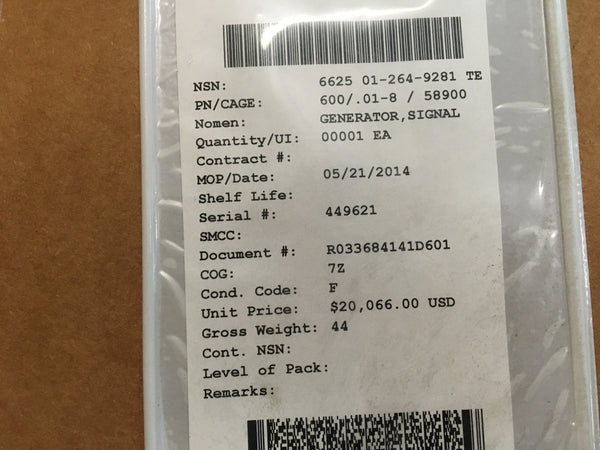 NSN: 6625 01-264-9281 TE
PN/CAGE: 600/.01-8 / 58900
Nomen: GENERATOR,SIGNAL
Quantity/UI: 00001 EA
Contract #:
MOP/Date: 05/21/2014
Shelf Life:
Serial #: 449621
SMCC:
Document #: R033684141D601
COG: 7Z
Cond. Code: F
Unit Price: $20,066.00 USD
Gross Weight: 44
Cont. NSN:
Level of Pack:
Remarks: